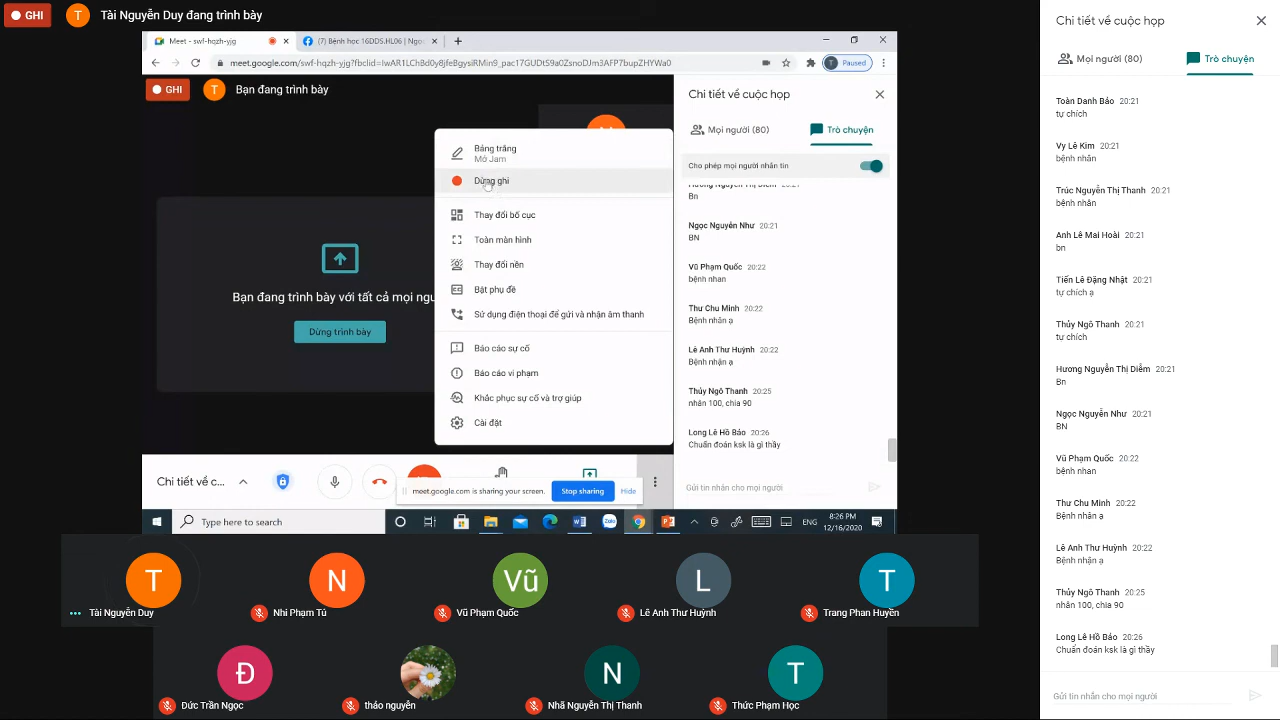 GHI
T
Tài Nguyễn Duy đang trình bày
Meet - swf-hqzh-yjg
(7) Bệnh học 16DDS.HL06 | Ngo
meet.google.com/swf-hqzh-yjg?fbclid=IwAR1LChBd0y8jfeBgysiRMin9_pac17GUDtS9a0ZsnoDJm3AFP7bupZHYWa0
T
Paused
GHI
T
Bạn đang trình bày
Bảng trắng
Mở Jam
Dừng ghi
Thay đổi bố cục
Toàn màn hình
Thay đổi nền
Bật phụ đề
Sử dụng điện thoại để gửi và nhận âm thanh
Báo cáo sự cố
Báo cáo vi phạm
Khắc phục sự cố và trợ giúp
Cài đặt
Bạn đang trình bày với tất cả mọi ngu
Dừng trình bày
Chi tiết về cuộc họp
Mọi người (80)
Trò chuyện
Cho phép mọi người nhắn tin
Hương Nguyễn Thị Diễm 20:21
Bn
Ngọc Nguyễn Như 20:21
BN
Vũ Phạm Quốc 20:22
bệnh nhan
Thư Chu Minh 20:22
Bệnh nhân ạ
Lê Anh Thư Huỳnh 20:22
Bệnh nhận ạ
Thủy Ngô Thanh 20:25
nhân 100, chia 90
Long Lê Hồ Bảo 20:26
Chuẩn đoán ksk là gì thầy
Gửi tin nhắn cho mọi người
Chi tiết về c...
meet.google.com is sharing your screen.
Stop sharing
Hide
Type here to search
Zalo
ENG
8:26 PM
12/16/2020
T
N
Vũ
L
T
Tài Nguyễn Duy
Nhi Phạm Tú
Vũ Phạm Quốc
Lê Anh Thư Huỳnh
Trang Phan Huyền
Đ
N
T
Đức Trần Ngọc
Thảo nguyễn
Nguyễn Thị Thanh
Thức Phạm Học
Chi tiết về cuộc họp
Mọi người (80)
Trò chuyện
Toàn Danh Bảo 20:21
tự chích
Vy Lê Kim 20:21
bệnh nhân
Trúc Nguyễn Thị Thanh 20:21
bệnh nhân
Anh Lê Mai Hoài 20:21
bn
Tiến Lê Đặng Nhật 20:21
tự chích ạ
Thủy Ngô Thanh 20:21
tự chích
Hương Nguyễn Thị Diễm 20:21
Bn
Ngọc Nguyễn Như 20:21
BN
Vũ Phạm Quốc 20:22
bệnh nhan
Thư Chu Minh 20:22
Bệnh nhân ạ
Lê Anh Thư Huỳnh 20:22
Bệnh nhận ạ
Thủy Ngô Thanh 20:25
nhân 100, chia 90
Long Lê Hồ Bảo 20:26
Chuẩn đoán ksk là gì thầy
Gửi tin nhắn cho mọi người